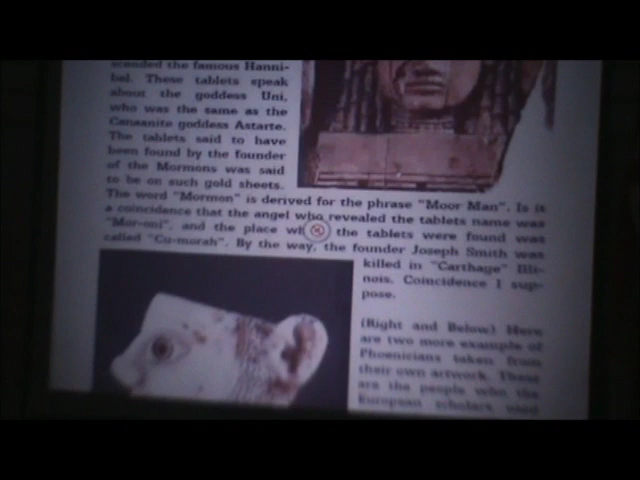 scended the famous Hanni-
bal. These tablets speak
about the goddess Uni,
who was the same as the
Canaanite goddess Astarte.
The tablets said to have
been found by the founder
of the Mormons was said
to be on such gold sheets.
The word "Mormon" is derived for the phrase "Moor Man". Is it
a coincidence that the angel who revealed the tablets name was
"Mor-oni", and the place the tablets were found was
called "Cu-morah". By the way, the founder Joseph Smith was
killed in "Carthage" Illi-
nois. Coincidence I sup-
pose.
(Right and Below) Here
are two more example of
Phoenicians taken from
their own artwork. These
are the people who the
European scholars used